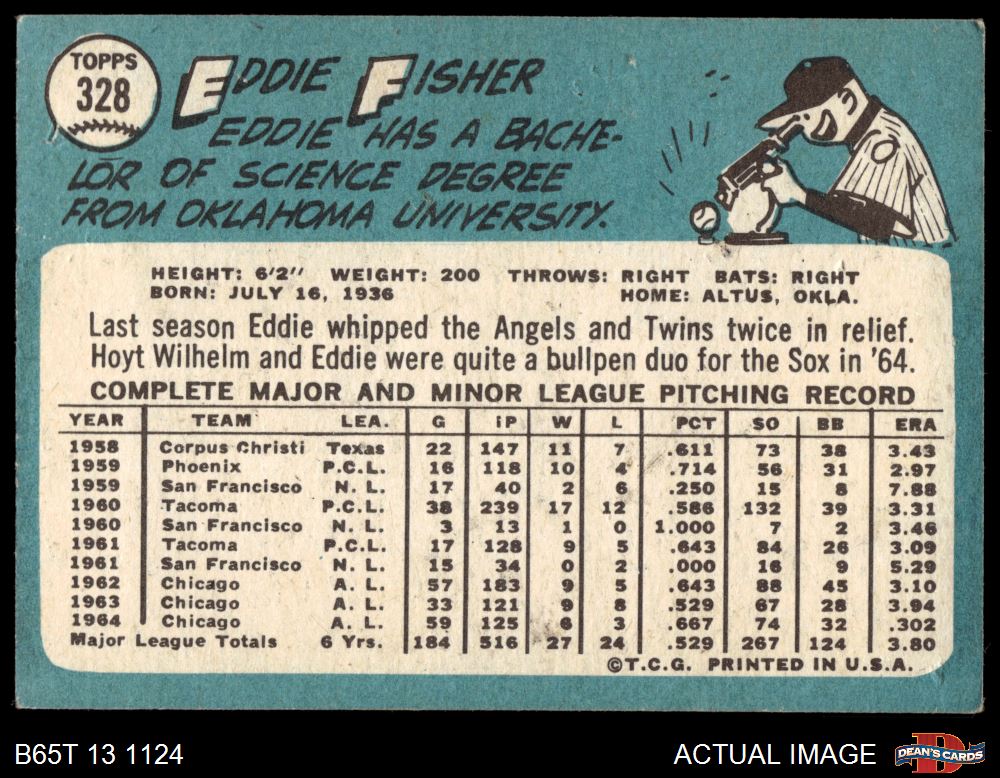 TOPPS
328
EDDIE FISHER
EDDIE HAS A BACHE-
LOR OF SCIENCE DEGREE
FROM OKLAHOMA UNIVERSITY.
HEIGHT: 6'2" WEIGHT: 200 THROWS: RIGHT BATS: RIGHT
BORN: JULY 16, 1936 HOME: ALTUS, OKLA.
Last season Eddie whipped the Angels and Twins twice in relief.
Hoyt Wilhelm and Eddie were quite a bullpen duo for the Sox in '64.
COMPLETE MAJOR AND MINOR LEAGUE PITCHING RECORD
YEAR TEAM LEA. G IP W L PCT SO BB ERA
1958 Corpus Christi Texas 22 147 11 7 .611 73 38 3.43
1959 Phoenix P.C.L. 16 118 10 4 .714 56 31 2.97
1959 San Francisco N. L. 17 40 2 6 .250 15 8 7.88
1960 Tacoma P.C.L. 38 239 17 12 .586 132 39 3.31
1960 San Francisco N. L. 3 13 1 0 1.000 7 2 3.46
1961 Tacoma P.C.L. 17 128 9 5 .643 84 26 3.09
1961 San Francisco N. L. 15 34 0 2 .000 16 9 5.29
1962 Chicago A. L. 57 183 9 5 .643 88 45 3.10
1963 Chicago A. L. 33 121 9 8 .529 67 28 3.94
1964 Chicago A. L. 59 125 6 3 .667 74 32 .302
Major League Totals 6 Yrs. 184 516 27 24 .529 267 124 3.80
©T.C.G. PRINTED IN U.S.A.
B65T 13 1124 ACTUAL IMAGE DEAN'S CARDS